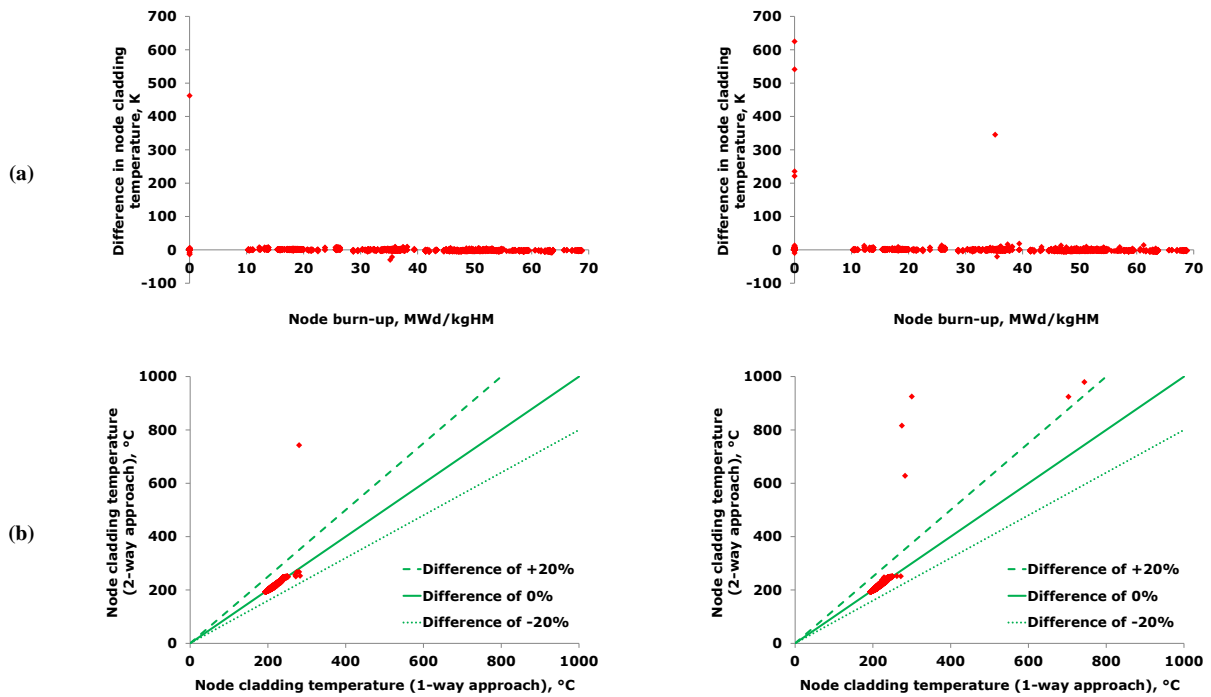 (a)
Difference in node cladding
temperature, K
700
600
500
400
300
200
100
0
-100
0
10
20
30
40
50
60
70
Node burn-up, MWd/kgHM
Difference in node cladding
temperature, K
700
600
500
400
300
200
100
0
-100
0
10
20
30
40
50
60
70
Node burn-up, MWd/kgHM
(b)
Node cladding temperature
(2-way approach), °C
1000
800
600
400
200
0
0
200
400
600
800
1000
Difference of +20%
Difference of 0%
Difference of -20%
Node cladding temperature (1-way approach), °C
Node cladding temperature
(2-way approach), °C
1000
800
600
400
200
0
0
200
400
600
800
1000
Difference of +20%
Difference of 0%
Difference of -20%
Node cladding temperature (1-way approach), °C